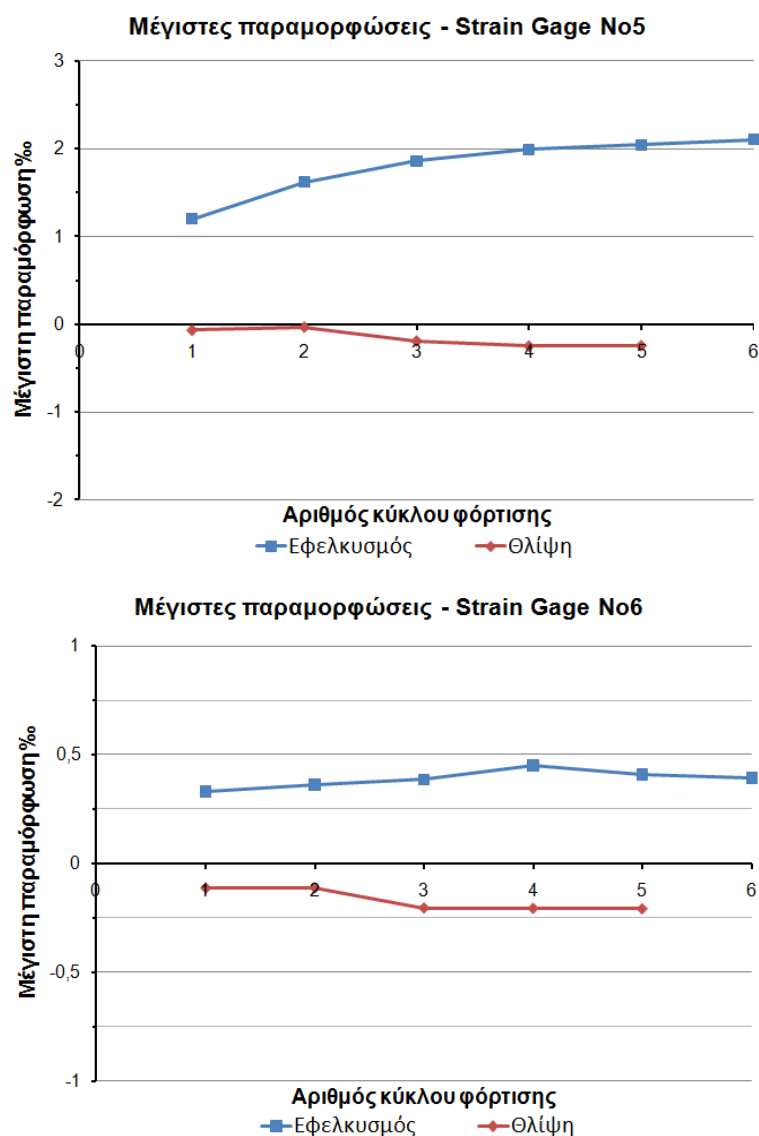 Μέγιστες παραμορφώσεις - Strain Gage No5
Μέγιστη παραμόρφωση‰
3
2
1
0
-1
-2
0 1 2 3 4 5 6
Αριθμός κύκλου φόρτισης
Εφελκυσμός Θλίψη
Μέγιστες παραμορφώσεις - Strain Gage No6
Μέγιστη παραμόρφωση‰
1
0,5
0
-0,5
-1
0 1 2 3 4 5 6
Αριθμός κύκλου φόρτισης
Εφελκυσμός Θλίψη